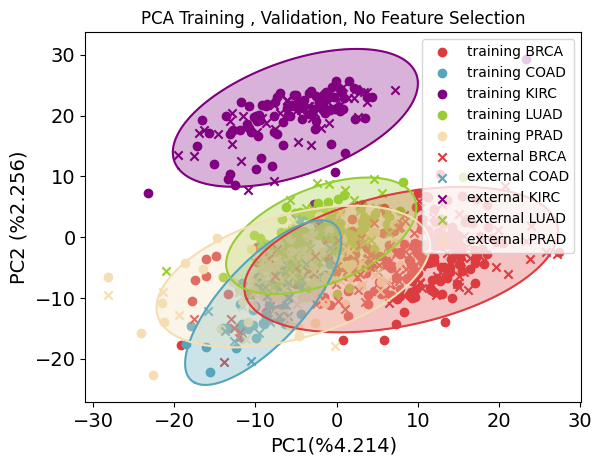 PCA Training , Validation, No Feature Selection
30
20
10
0
−10
−20
PC2 (%2.256)
training BRCA
training COAD
training KIRC
training LUAD
training PRAD
external BRCA
external COAD
external KIRC
external LUAD
external PRAD
−30 −20 −10 0 10 20 30
PC1(%4.214)